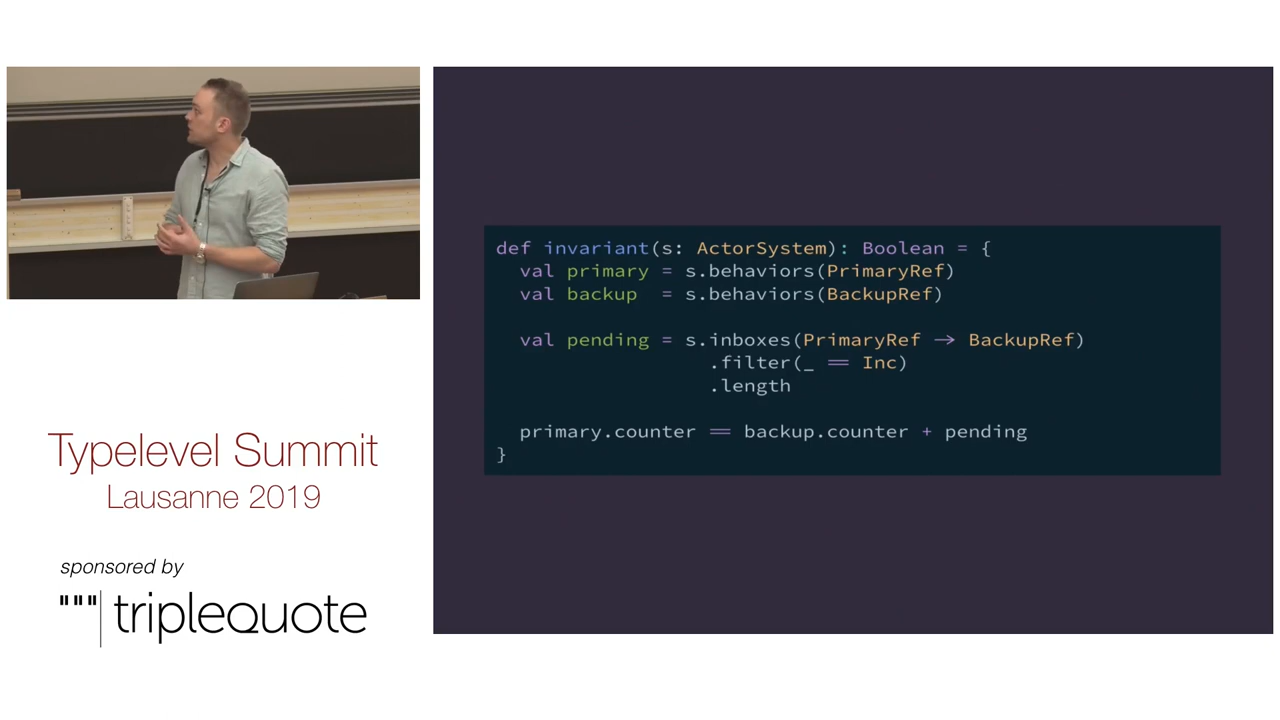 def invariant(s: ActorSystem): Boolean = {
val primary = s.behaviors(PrimaryRef)
val backup = s.behaviors(BackupRef)
val pending = s.inboxes(PrimaryRef → BackupRef)
.filter(_ == Inc)
.length
primary.counter == backup.counter + pending
}
Typelevel Summit
Lausanne 2019
sponsored by
"""|triplequote